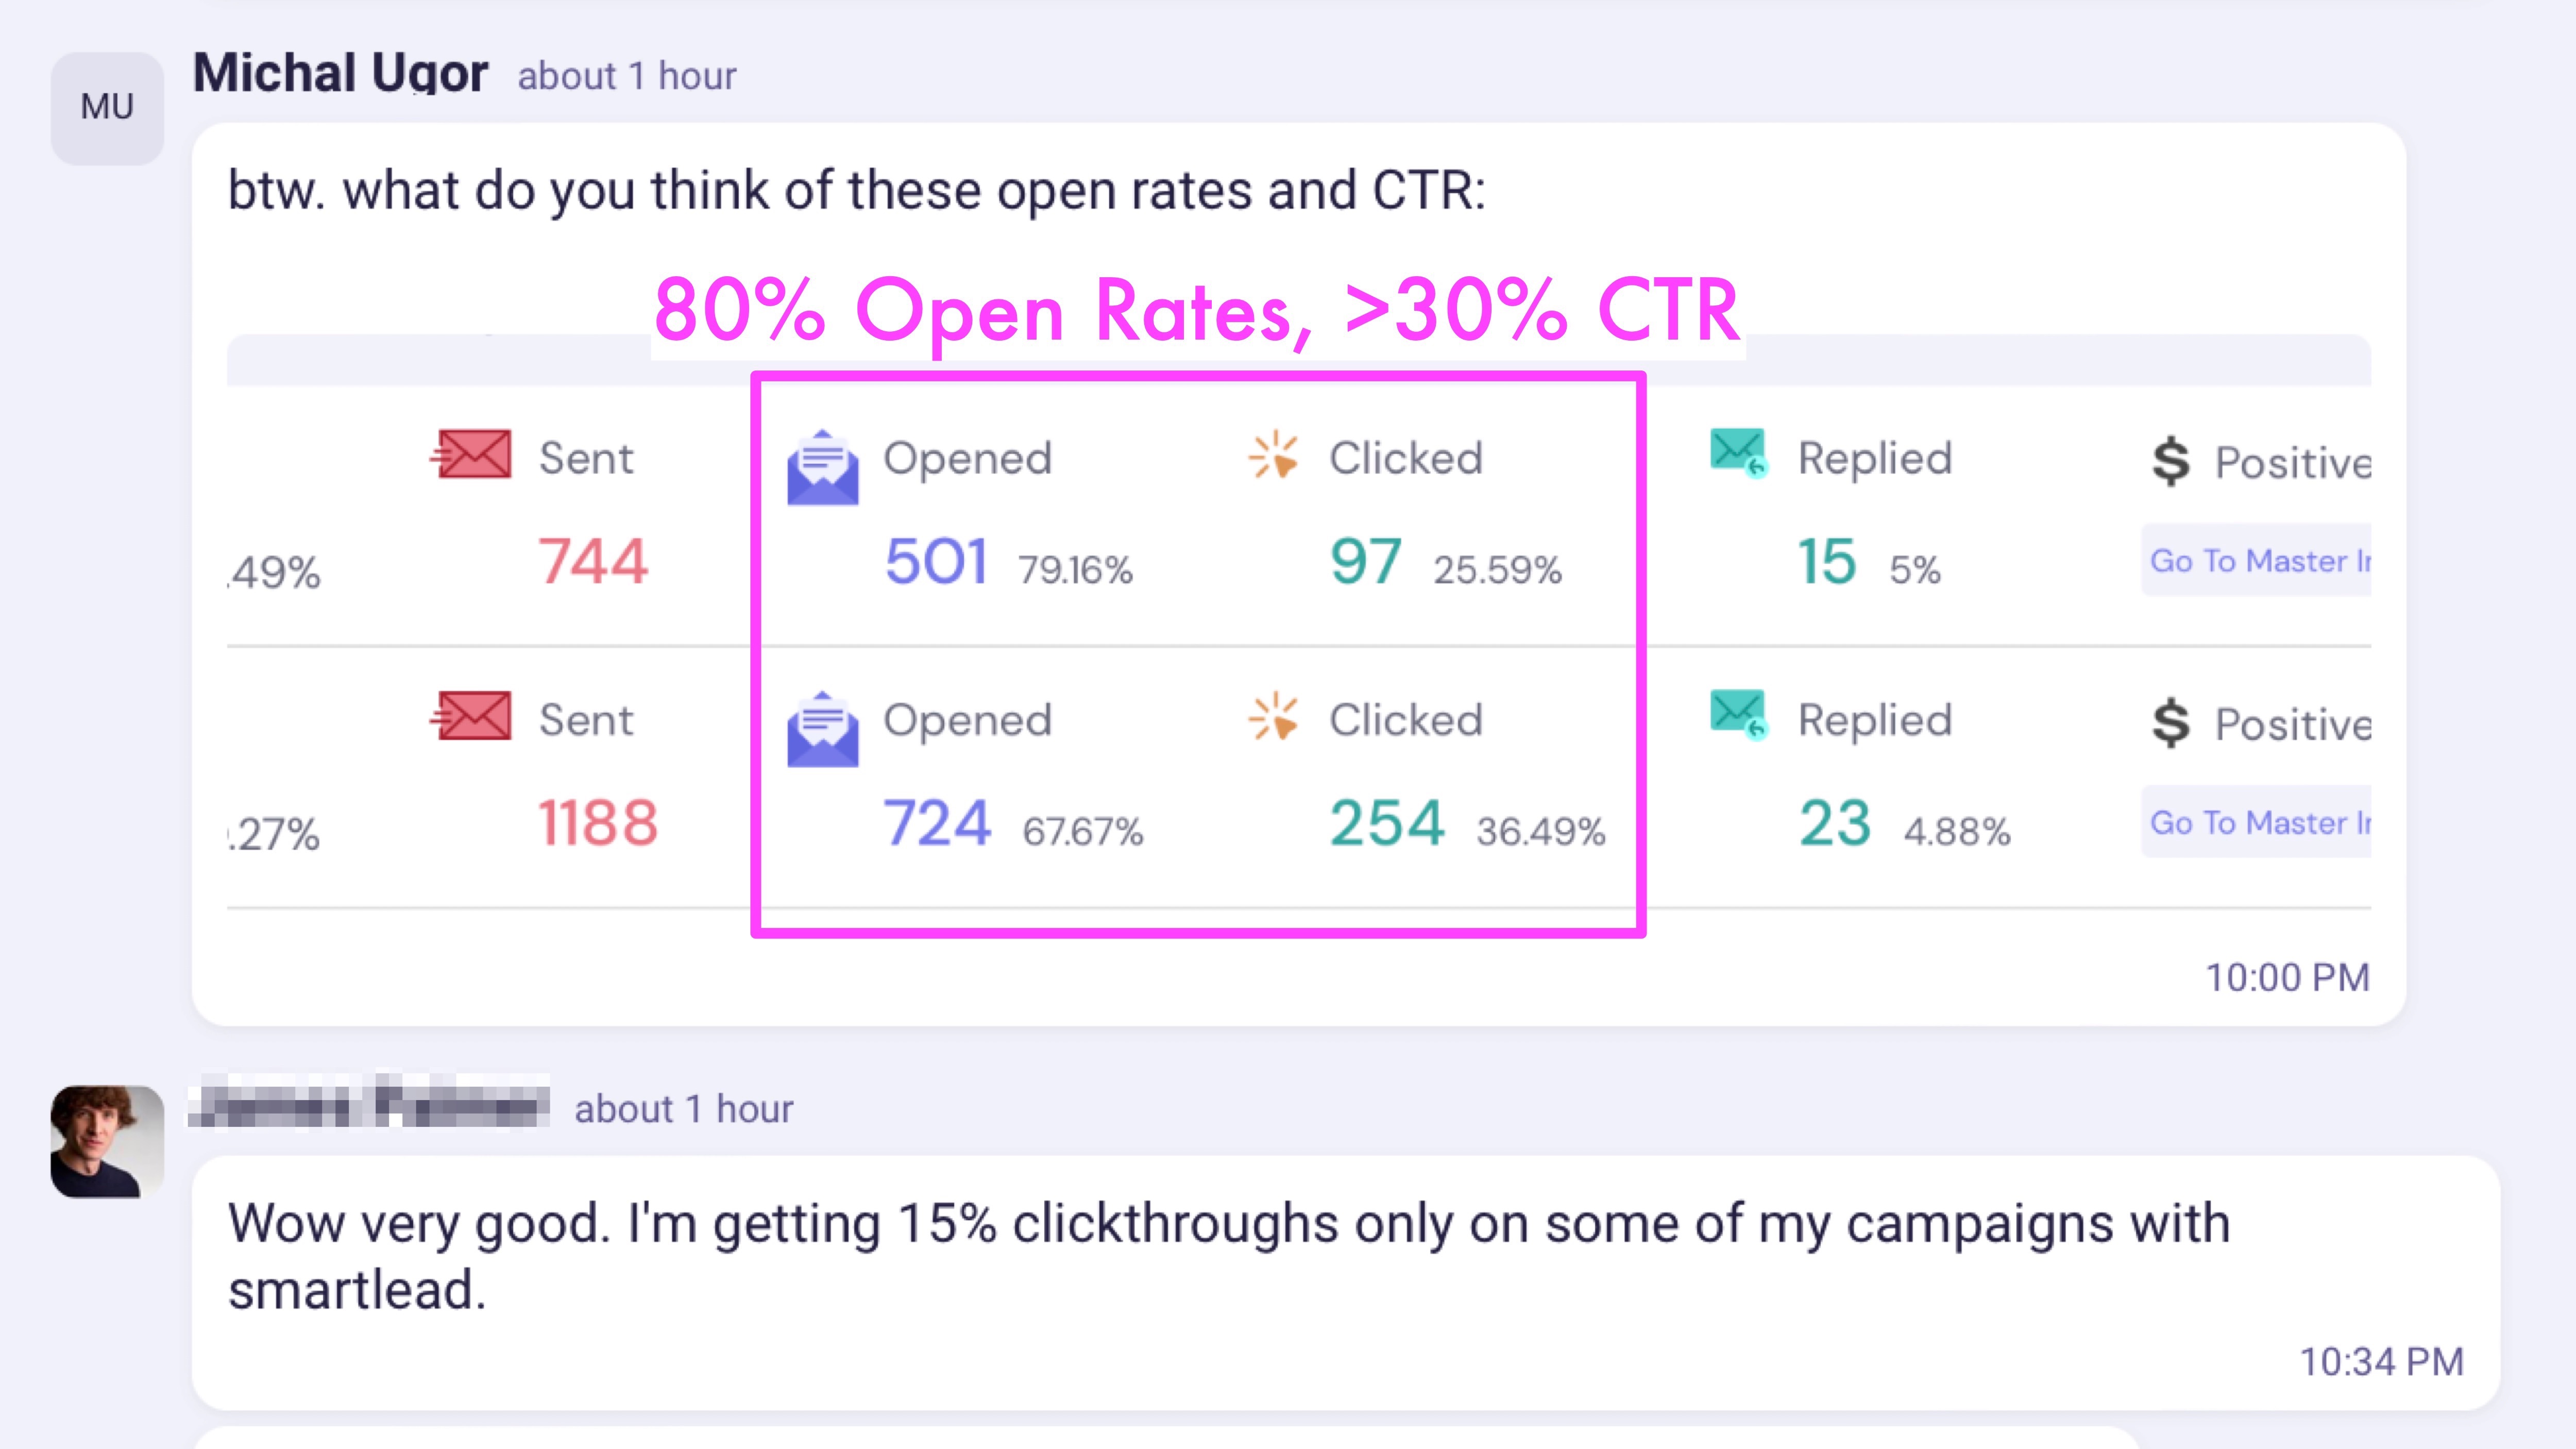 Michal Ugor about 1 hour
MU
btw. what do you think of these open rates and CTR:
80% Open Rates, >30% CTR
Sent Opened Clicked Replied $ Positive
.49% 744 501 79.16% 97 25.59% 15 5% Go To Master
Sent Opened Clicked Replied $ Positive
.27% 1188 724 67.67% 254 36.49% 23 4.88% Go To Master
10:00 PM
about 1 hour
Wow very good. I'm getting 15% clickthroughs only on some of my campaigns with
smartlead.
10:34 PM